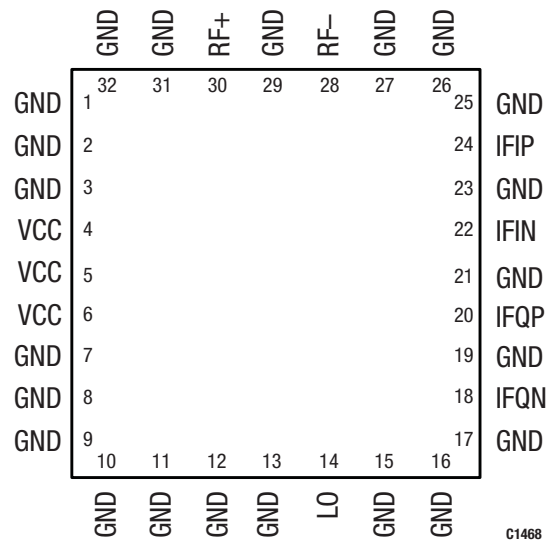 GND GND RF+ GND RF– GND GND
32 31 30 29 28 27 26
GND 1 25 GND
GND 2 24 IFIP
GND 3 23 GND
VCC 4 22 IFIN
VCC 5 21 GND
VCC 6 20 IFQP
GND 7 19 GND
GND 8 18 IFQN
GND 9 17 GND
10 11 12 13 14 15 16
GND GND GND GND LO GND GND
C1468